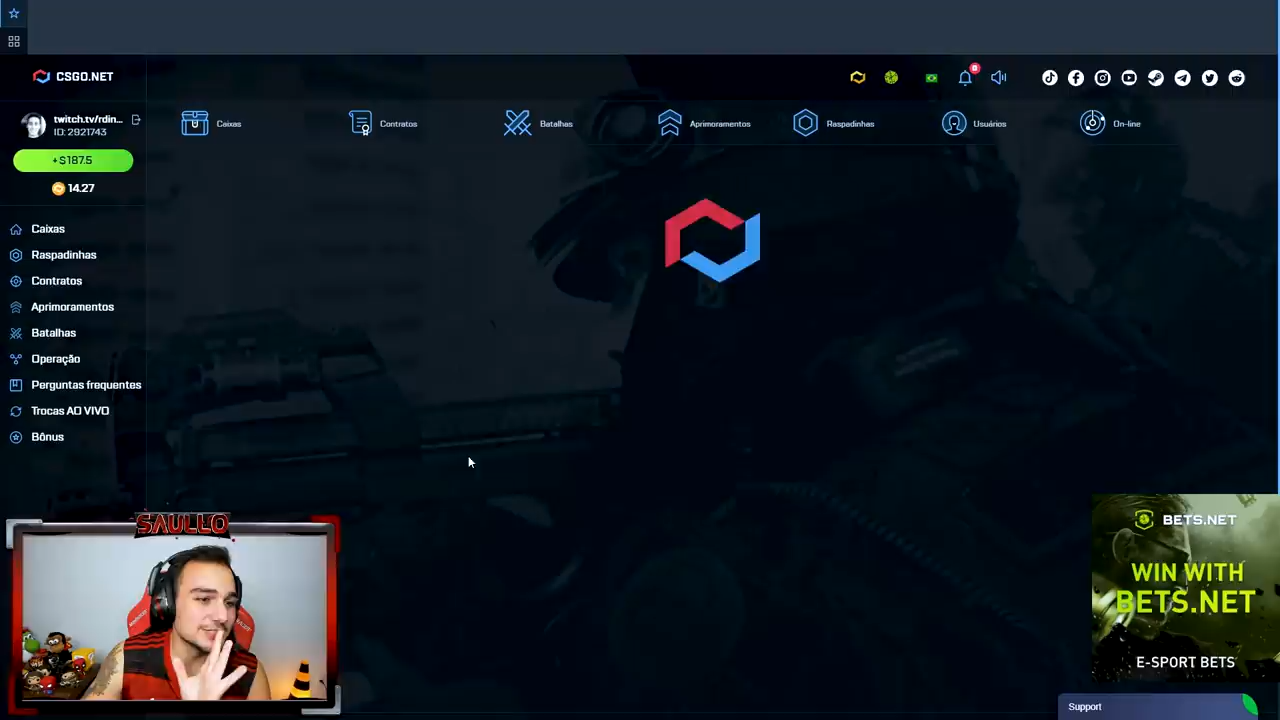 CSGO.NET
twitch.tv/rdin...
ID: 2921743
+$187.5
14.27
Caixas
Contratos
Batalhas
Aprimoramentos
Raspadinhas
Usuários
On-line
Caixas
Raspadinhas
Contratos
Aprimoramentos
Batalhas
Operação
Perguntas frequentes
Trocas AO VIVO
Bônus
SAULLO
BETS.NET
WIN WITH
BETS.NET
E-SPORT BETS
Support